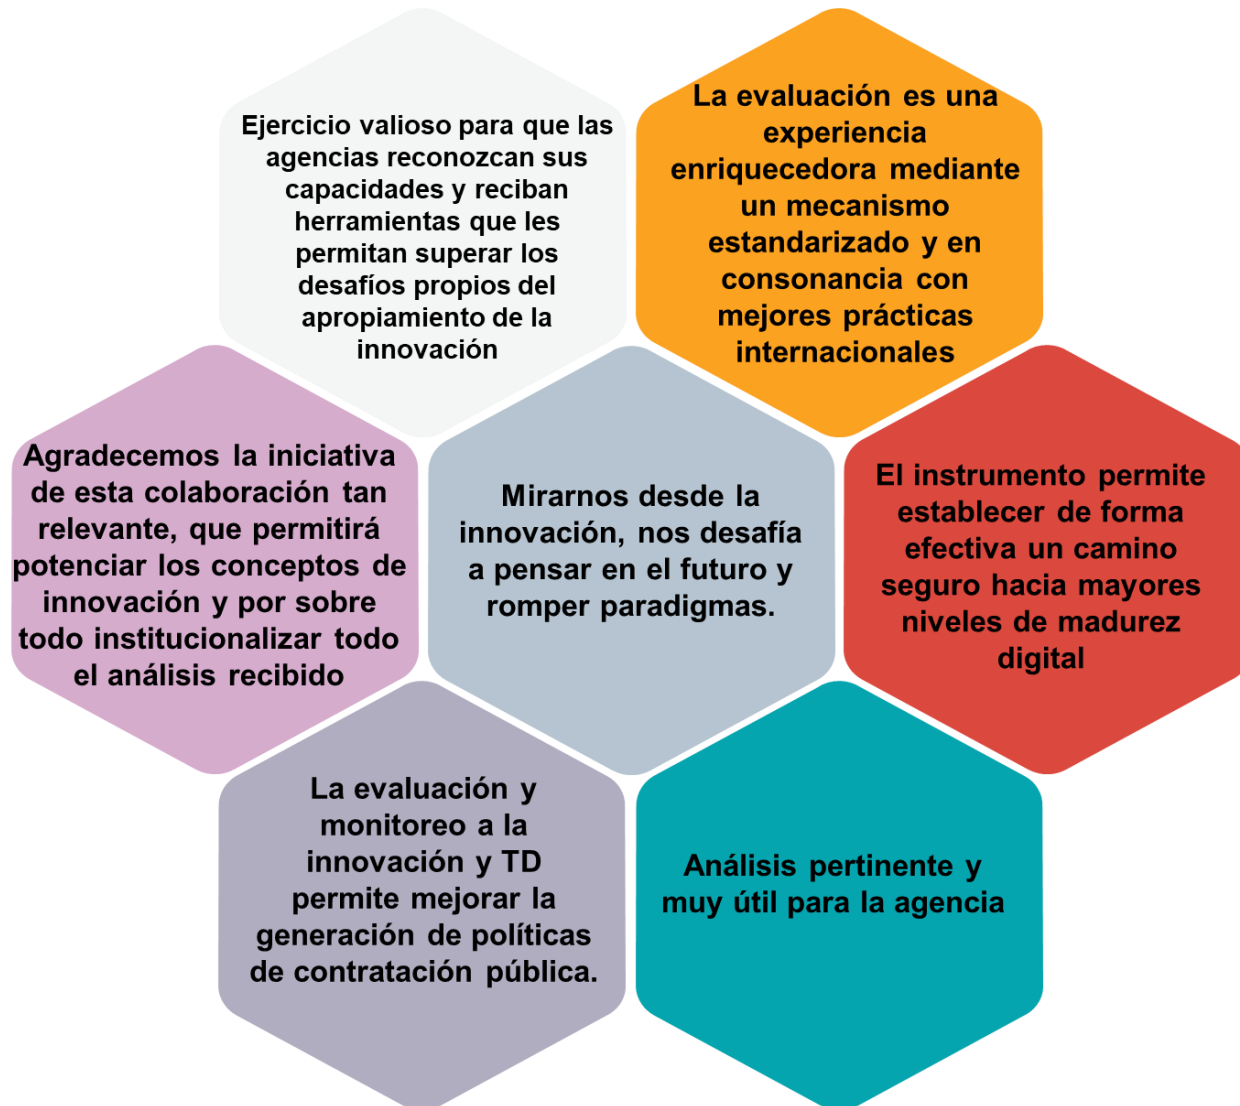 Ejercicio valioso para que las
agencias reconozcan sus
capacidades y reciban
herramientas que les
permitan superar los
desafíos propios del
apropiamiento de la
innovación
La evaluación es una
experiencia
enriquecedora mediante
un mecanismo
estandarizado y en
consonancia con
mejores prácticas
internacionales
Agradecemos la iniciativa
de esta colaboración tan
relevante, que permitirá
potenciar los conceptos de
innovación y por sobre
todo institucionalizar todo
el análisis recibido
Mirarnos desde la
innovación, nos desafía
a pensar en el futuro y
romper paradigmas.
El instrumento permite
establecer de forma
efectiva un camino
seguro hacia mayores
niveles de madurez
digital
La evaluación y
monitoreo a la
innovación y TD
permite mejorar la
generación de políticas
de contratación pública.
Análisis pertinente y
muy útil para la agencia